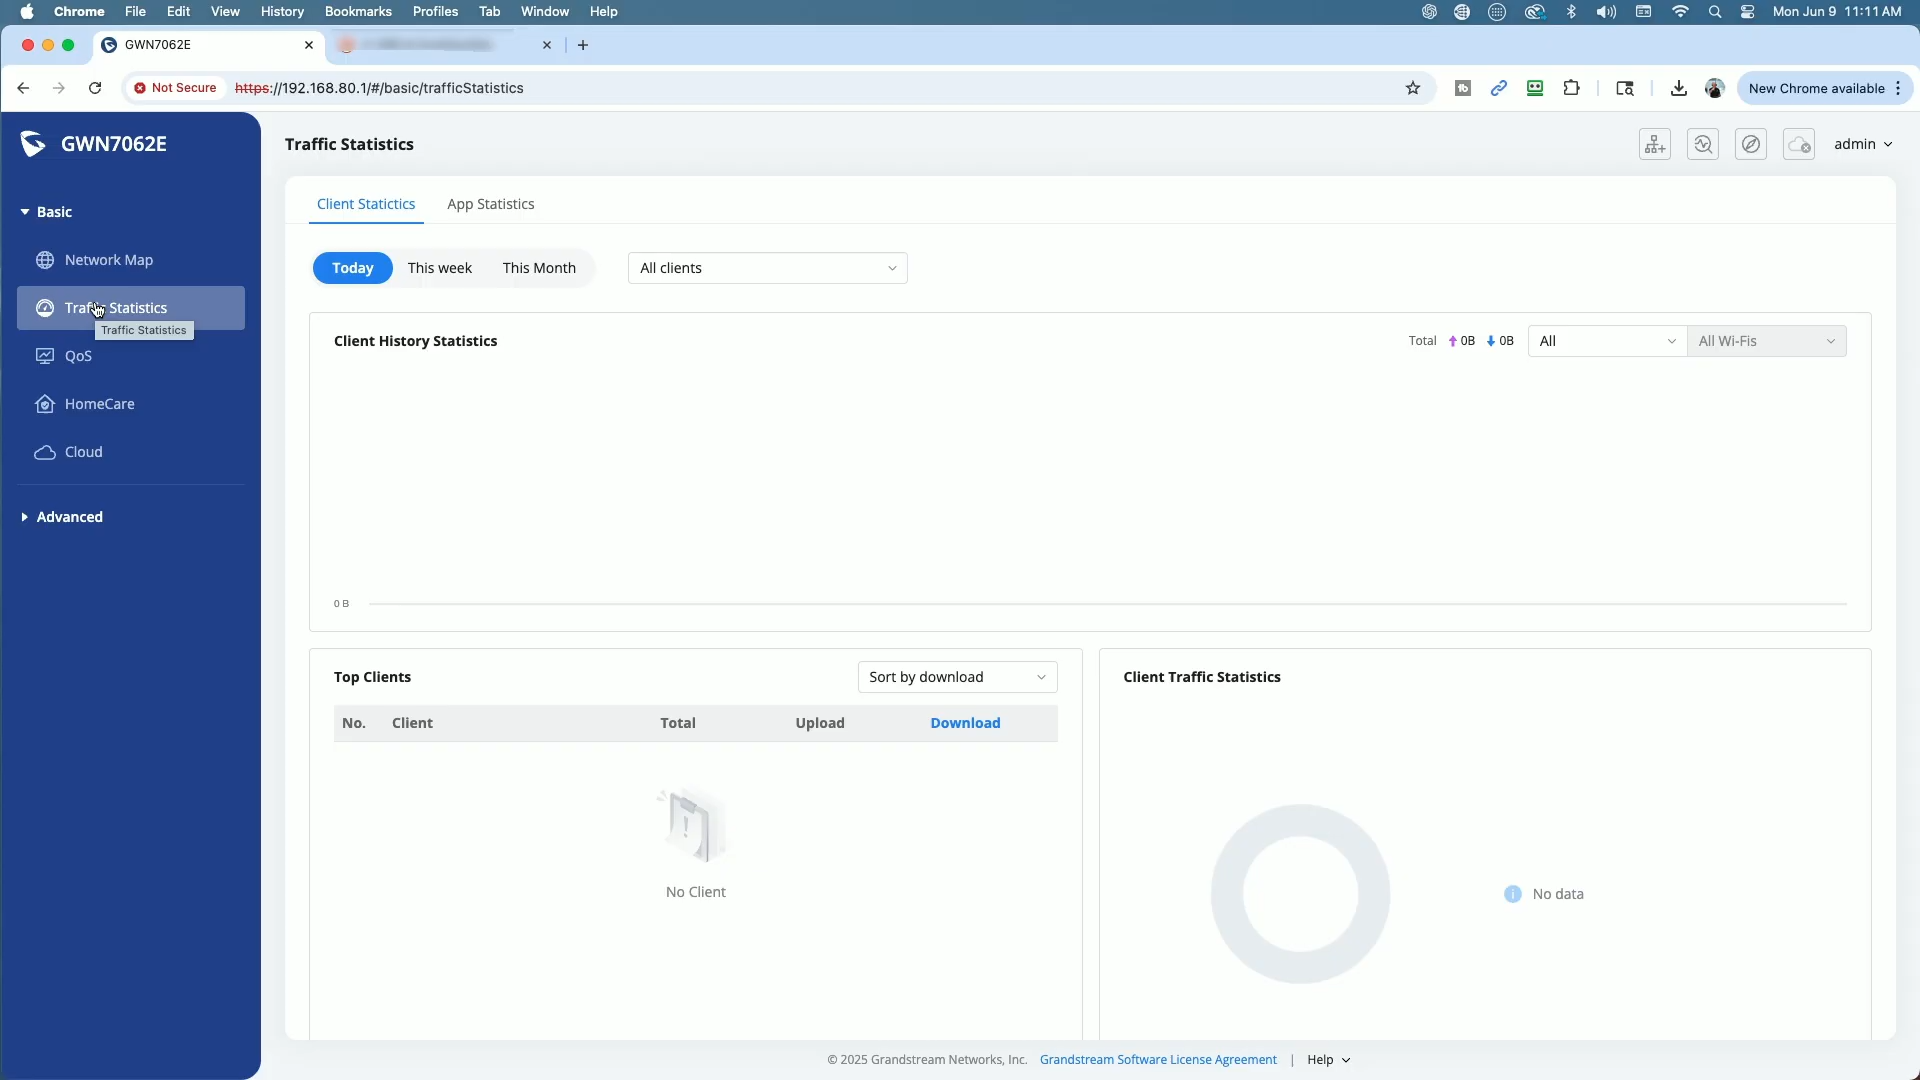 Chrome File Edit View History Bookmarks Profiles Tab Window Help Mon Jun 9 11:11 AM
GWN7062E
Not Secure https://192.168.80.1/#/basic/trafficStatistics New Chrome available
GWN7062E
Traffic Statistics
admin
Basic
Network Map
Traffic Statistics
Traffic Statistics
QoS
HomeCare
Cloud
Advanced
Client Statictics App Statistics
Today This week This Month All clients
Client History Statistics
Total 0B 0B All All Wi-Fis
0 B
Top Clients Sort by download
No. Client Total Upload Download
No Client
Client Traffic Statistics
No data
© 2025 Grandstream Networks, Inc. Grandstream Software License Agreement | Help